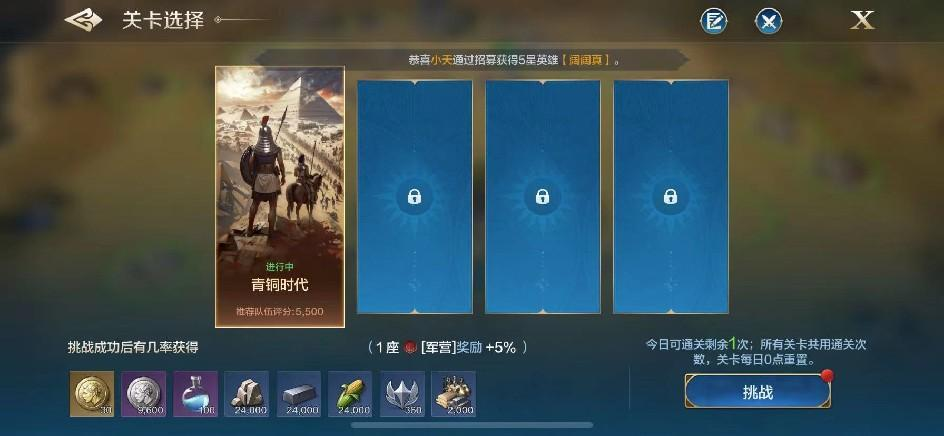 关卡选择
X
恭喜小天通过招募获得5星英雄【阔阔真】。
进行中
青铜时代
推荐队伍评分:5,500
挑战成功后有几率获得
（1座[军营]奖励+5%）
今日可通关剩余1次；所有关卡共用通关次
数，关卡每日0点重置。
30
9,600
100
24,000
24,000
24,000
360
2,000
挑战